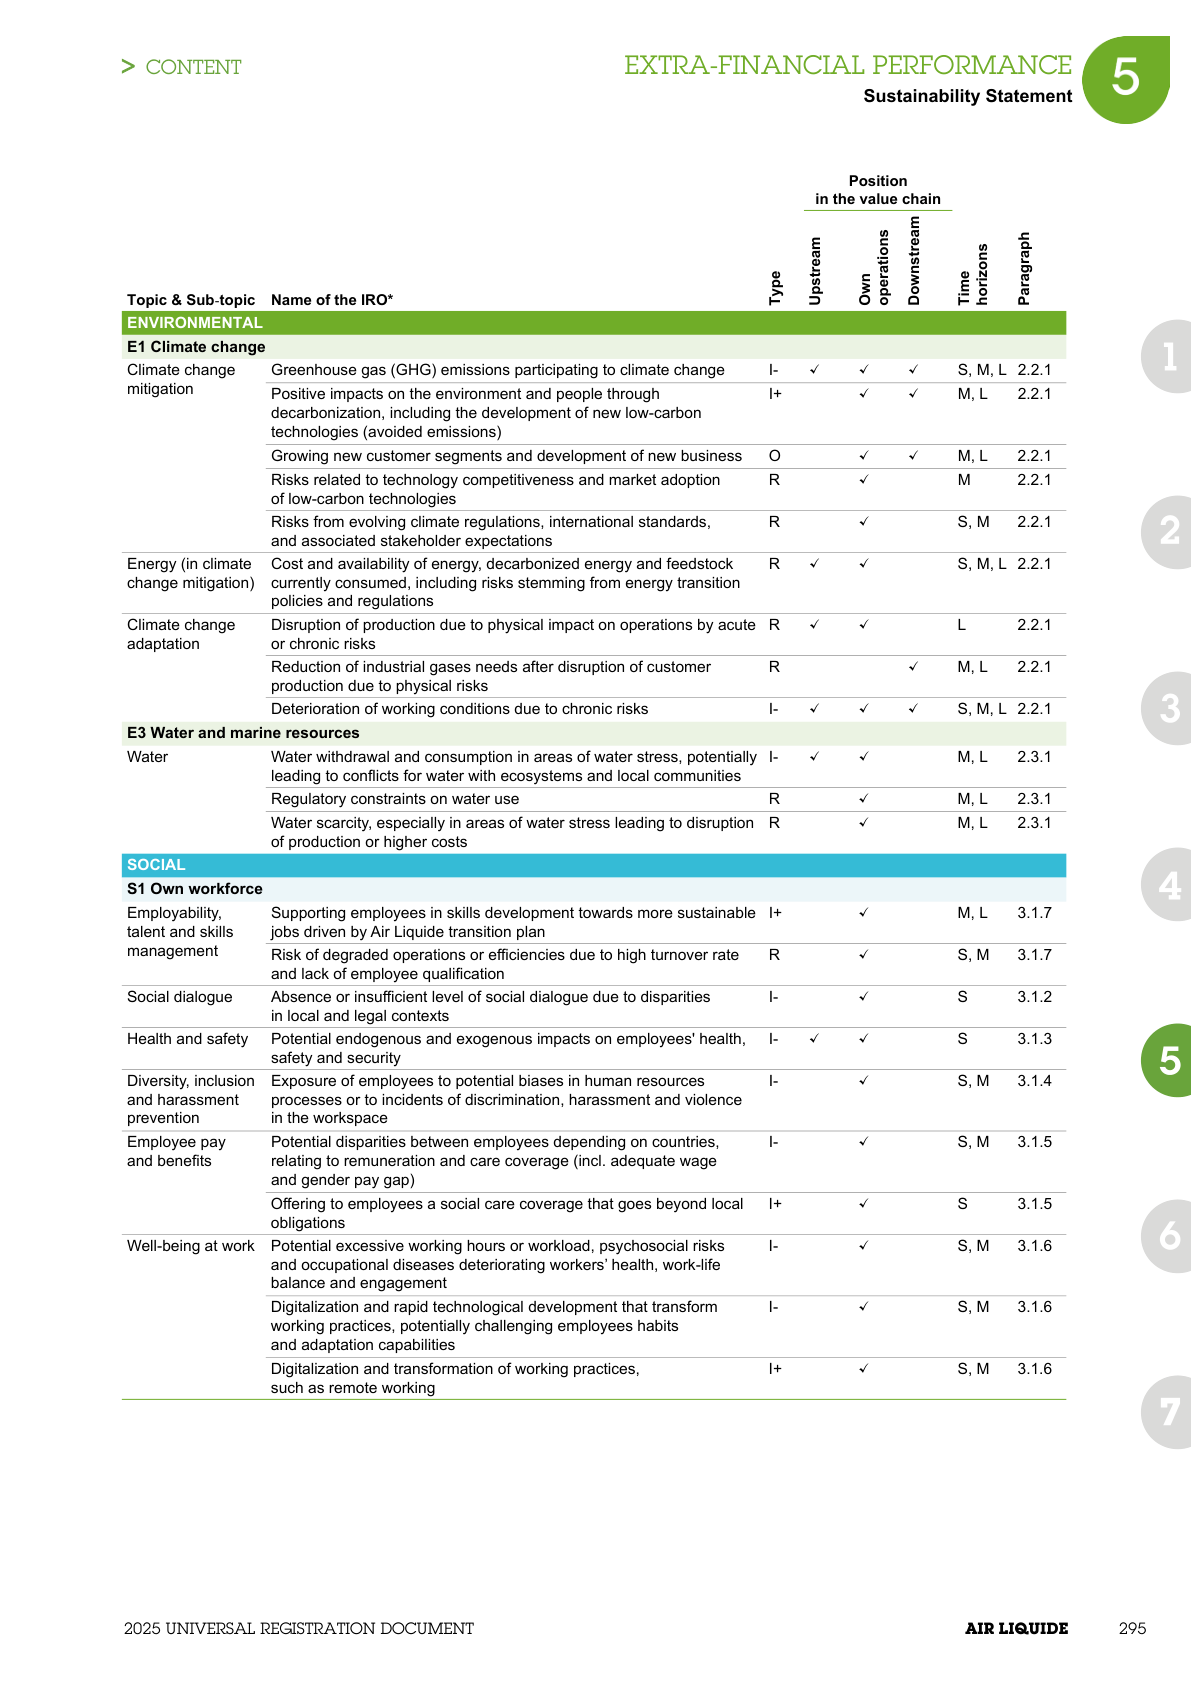 > CONTENT
EXTRA-FINANCIAL PERFORMANCE
Sustainability Statement
5
Position
in the value chain
Topic & Sub-topic Name of the IRO* Type Upstream Own operations Downstream Time horizons Paragraph
ENVIRONMENTAL
E1 Climate change
Climate change Greenhouse gas (GHG) emissions participating to climate change I- ✓ ✓ ✓ S, M, L 2.2.1
mitigation
Positive impacts on the environment and people through I+ ✓ ✓ M, L 2.2.1
decarbonization, including the development of new low-carbon
technologies (avoided emissions)
Growing new customer segments and development of new business O ✓ ✓ M, L 2.2.1
Risks related to technology competitiveness and market adoption R ✓ M 2.2.1
of low-carbon technologies
Risks from evolving climate regulations, international standards, R ✓ S, M 2.2.1
and associated stakeholder expectations
Energy (in climate Cost and availability of energy, decarbonized energy and feedstock R ✓ ✓ S, M, L 2.2.1
change mitigation) currently consumed, including risks stemming from energy transition
policies and regulations
Climate change Disruption of production due to physical impact on operations by acute R ✓ ✓ L 2.2.1
adaptation or chronic risks
Reduction of industrial gases needs after disruption of customer R ✓ M, L 2.2.1
production due to physical risks
Deterioration of working conditions due to chronic risks I- ✓ ✓ ✓ S, M, L 2.2.1
E3 Water and marine resources
Water Water withdrawal and consumption in areas of water stress, potentially I- ✓ ✓ M, L 2.3.1
leading to conflicts for water with ecosystems and local communities
Regulatory constraints on water use R ✓ M, L 2.3.1
Water scarcity, especially in areas of water stress leading to disruption R ✓ M, L 2.3.1
of production or higher costs
SOCIAL
S1 Own workforce
Employability, Supporting employees in skills development towards more sustainable I+ ✓ M, L 3.1.7
talent and skills jobs driven by Air Liquide transition plan
management Risk of degraded operations or efficiencies due to high turnover rate R ✓ S, M 3.1.7
and lack of employee qualification
Social dialogue Absence or insufficient level of social dialogue due to disparities I- ✓ S 3.1.2
in local and legal contexts
Health and safety Potential endogenous and exogenous impacts on employees' health, I- ✓ ✓ S 3.1.3
safety and security
Diversity, inclusion Exposure of employees to potential biases in human resources I- ✓ S, M 3.1.4
and harassment processes or to incidents of discrimination, harassment and violence
prevention in the workspace
Employee pay Potential disparities between employees depending on countries, I- ✓ S, M 3.1.5
and benefits relating to remuneration and care coverage (incl. adequate wage
and gender pay gap)
Offering to employees a social care coverage that goes beyond local I+ ✓ S 3.1.5
obligations
Well-being at work Potential excessive working hours or workload, psychosocial risks I- ✓ S, M 3.1.6
and occupational diseases deteriorating workers’ health, work-life
balance and engagement
Digitalization and rapid technological development that transform I- ✓ S, M 3.1.6
working practices, potentially challenging employees habits
and adaptation capabilities
Digitalization and transformation of working practices, I+ ✓ S, M 3.1.6
such as remote working
1
2
3
4
5
6
7
2025 UNIVERSAL REGISTRATION DOCUMENT
AIR LIQUIDE 295